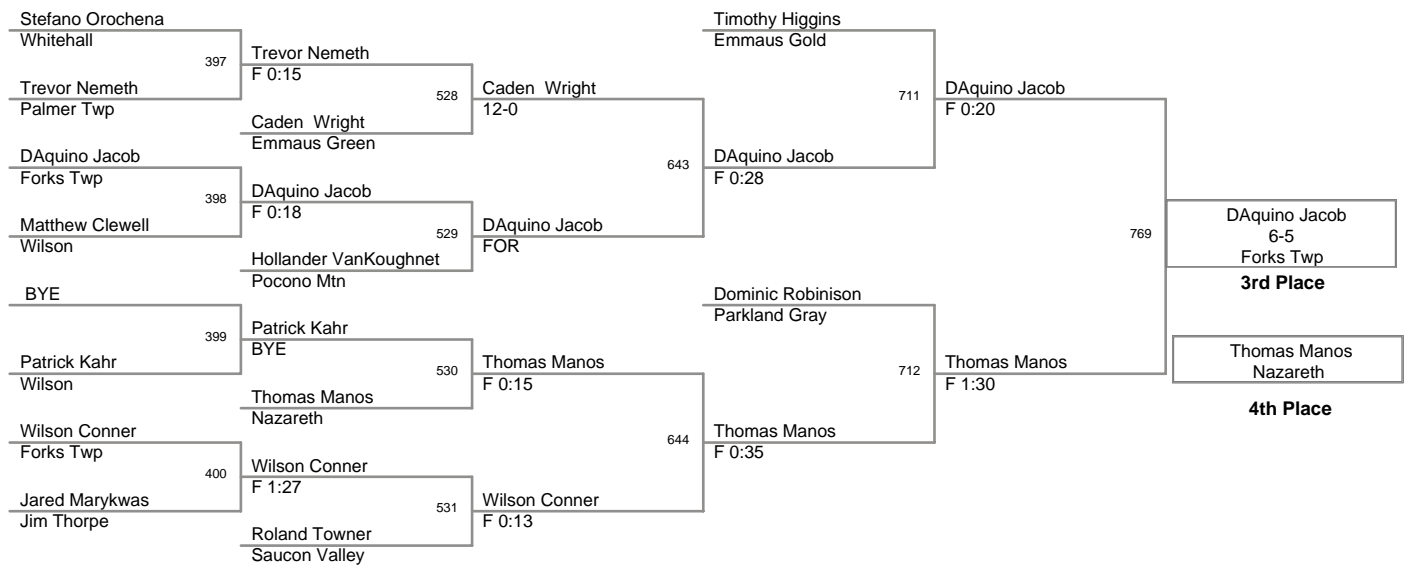 Stefano Orochena
Whitehall
397
Trevor Nemeth
Palmer Twp
DAquino Jacob
Forks Twp
398
Matthew Clewell
Wilson
BYE
399
Patrick Kahr
Wilson
Wilson Conner
Forks Twp
400
Jared Marykwas
Jim Thorpe
Trevor Nemeth
F 0:15
528
Caden  Wright
Emmaus Green
DAquino Jacob
F 0:18
529
Hollander VanKoughnet
Pocono Mtn
Patrick Kahr
BYE
530
Thomas Manos
Nazareth
Wilson Conner
F 1:27
531
Roland Towner
Saucon Valley
Caden  Wright
12-0
643
DAquino Jacob
FOR
Thomas Manos
F 0:15
644
Wilson Conner
F 0:13
Timothy Higgins
Emmaus Gold
711
DAquino Jacob
F 0:28
Dominic Robinison
Parkland Gray
712
Thomas Manos
F 0:35
DAquino Jacob
F 0:20
769
Thomas Manos
F 1:30
DAquino Jacob
6-5
Forks Twp
3rd Place
Thomas Manos
Nazareth
4th Place